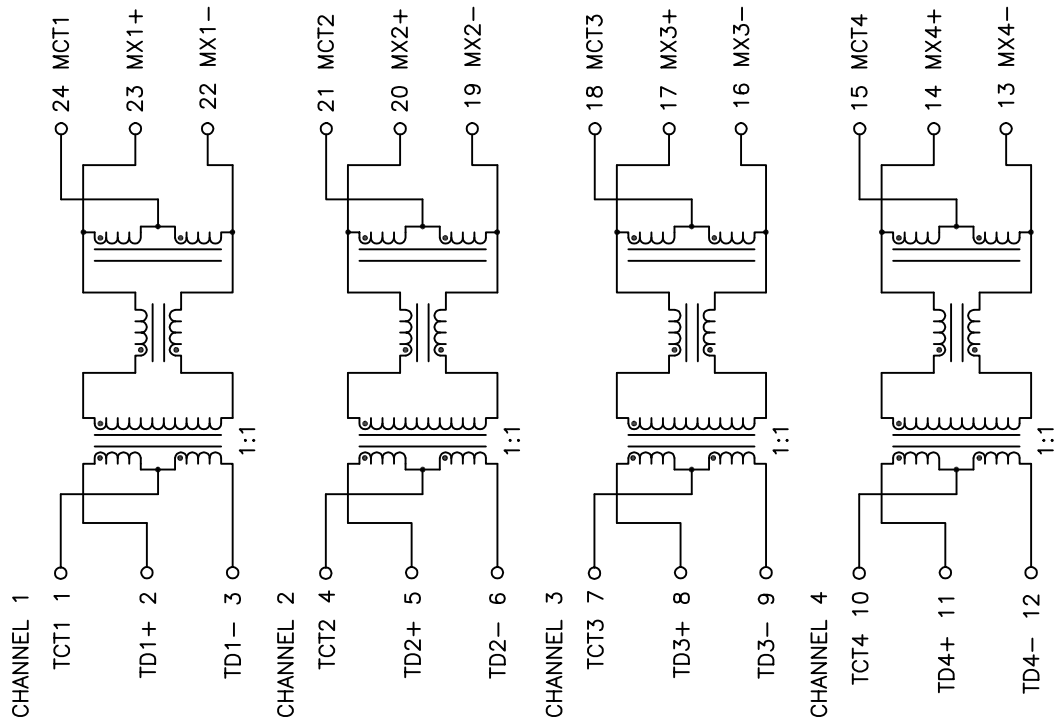 CHANNEL 1
TCT1 1
TD1+ 2
TD1- 3
1:1
24 MCT1
23 MX1+
22 MX1-
CHANNEL 2
TCT2 4
TD2+ 5
TD2- 6
1:1
21 MCT2
20 MX2+
19 MX2-
CHANNEL 3
TCT3 7
TD3+ 8
TD3- 9
1:1
18 MCT3
17 MX3+
16 MX3-
CHANNEL 4
TCT4 10
TD4+ 11
TD4- 12
1:1
15 MCT4
14 MX4+
13 MX4-